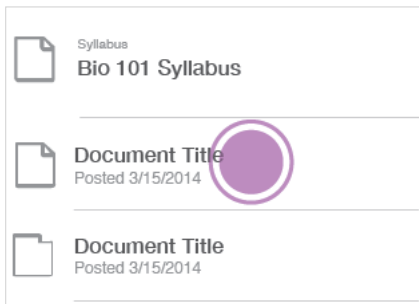 Syllabus
Bio 101 Syllabus
Document Title
Posted 3/15/2014
Document Title
Posted 3/15/2014